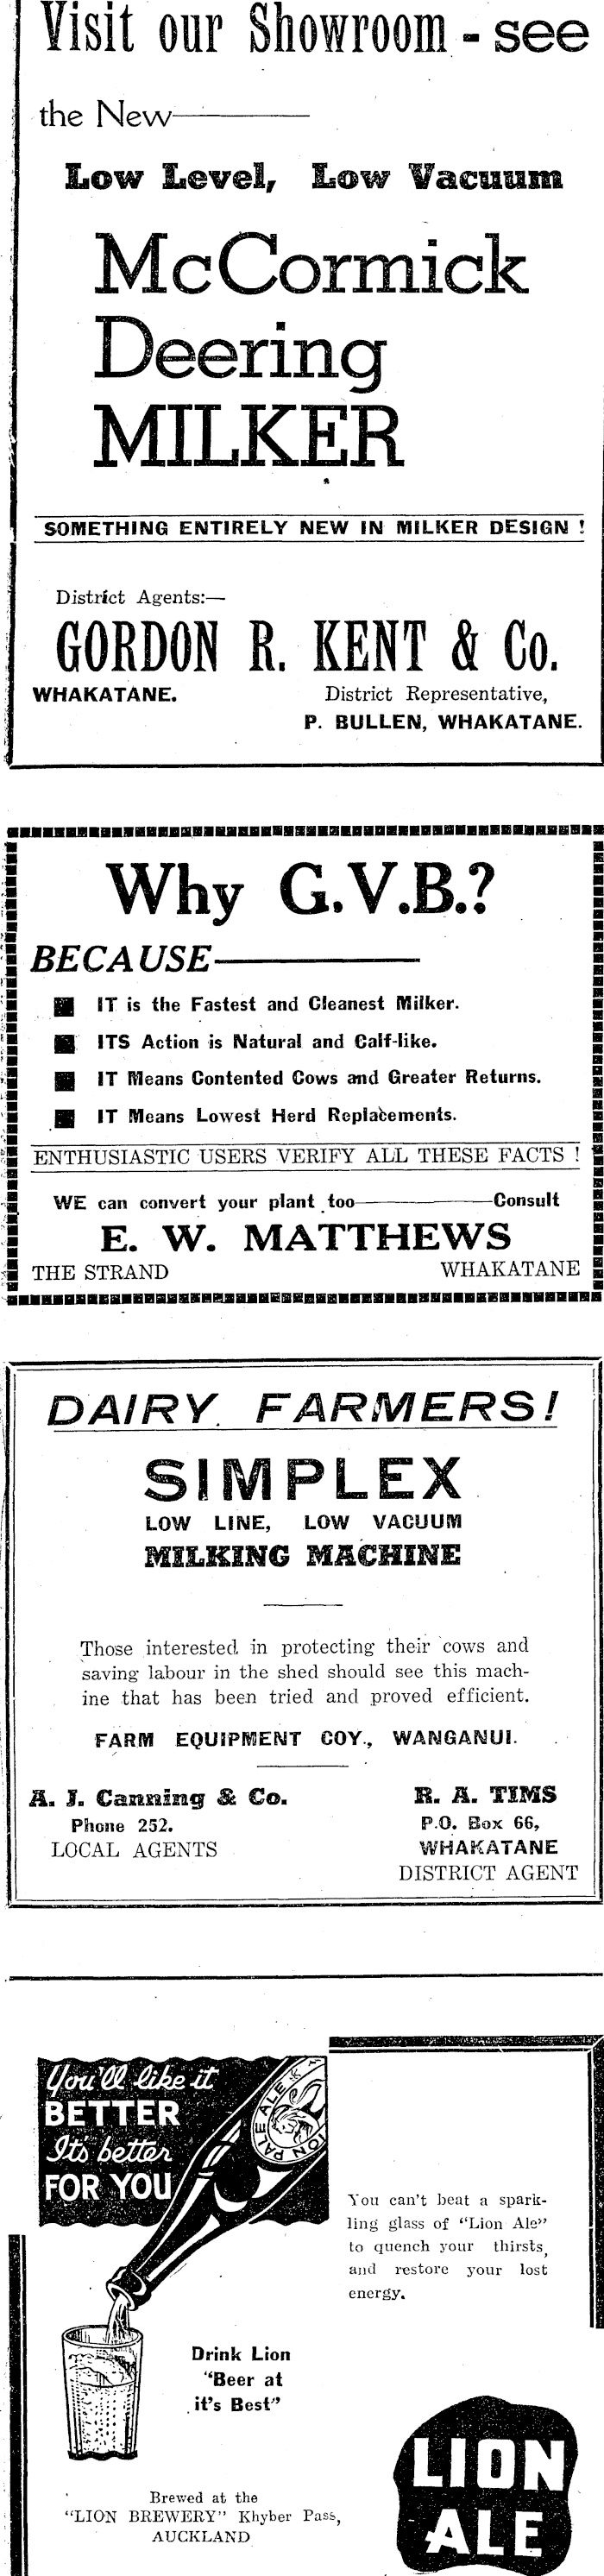 Visit our Showroom - see
the New
Low Level, Low Vacuum
McCormick
Deering
MILKER
SOMETHING ENTIRELY NEW IN MILKER DESIGN !
District Agents:—
GORDON R. KENT & Co.
WHAKATANE. District Representative,
P. BULLEN, WHAKATANE.
Why G.V.B.?
BECAUSE
IT is the Fastest and Cleanest Milker.
ITS Action is Natural and Calf-like.
IT Means Contented Cows and Greater Returns.
IT Means Lowest Herd Replacements.
ENTHUSIASTIC USERS VERIFY ALL THESE FACTS !
WE can convert your plant too———Consult
E. W. MATTHEWS
THE STRAND WHAKATANE
DAIRY FARMERS!
SIMPLEX
LOW LINE, LOW VACUUM
MILKING MACHINE
Those interested in protecting their cows and
saving labour in the shed should see this mach-
ine that has been tried and proved efficient.
FARM EQUIPMENT COY., WANGANUI.
A. J. Canning & Co.
Phone 252.
LOCAL AGENTS
R. A. TIMS
P.O. Box 66,
WHAKATANE
DISTRICT AGENT
You'll like it
BETTER
It's better
FOR YOU
LION PALE ALE
You can't beat a spark-
ling glass of "Lion Ale"
to quench your thirsts,
and restore your lost
energy.
Drink Lion
"Beer at
it's Best"
Brewed at the
"LION BREWERY" Khyber Pass,
AUCKLAND
LION
ALE